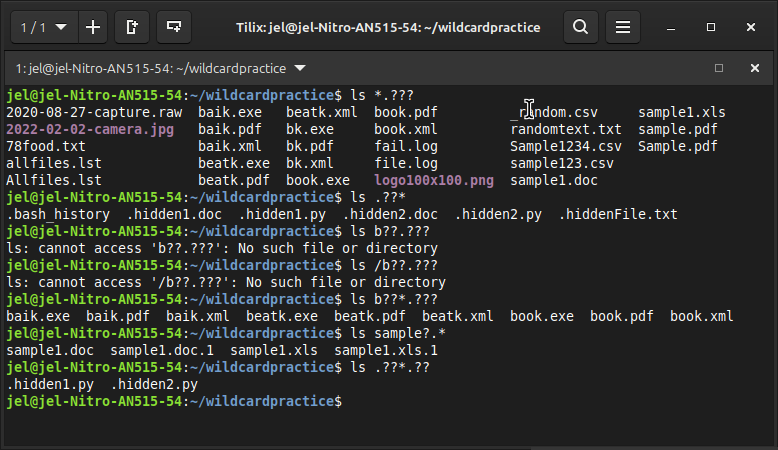 1 / 1
Tilix: jel@jel-Nitro-AN515-54: ~/wildcardpractice
1: jel@jel-Nitro-AN515-54: ~/wildcardpractice
jel@jel-Nitro-AN515-54:~/wildcardpractice$ ls *.???
2020-08-27-capture.raw  baik.exe   beatk.xml  book.pdf         _random.csv     sample1.xls
2022-02-02-camera.jpg   baik.pdf   bk.exe     book.xml         randomtext.txt  sample.pdf
78food.txt              baik.xml   bk.pdf     fail.log         Sample1234.csv  Sample.pdf
allfiles.lst            beatk.exe  bk.xml     file.log         sample123.csv
Allfiles.lst            beatk.pdf  book.exe   logo100x100.png  sample1.doc
jel@jel-Nitro-AN515-54:~/wildcardpractice$ ls .??*
.bash_history  .hidden1.doc  .hidden1.py  .hidden2.doc  .hidden2.py  .hiddenFile.txt
jel@jel-Nitro-AN515-54:~/wildcardpractice$ ls b??.???
ls: cannot access 'b??.???': No such file or directory
jel@jel-Nitro-AN515-54:~/wildcardpractice$ ls /b??.???
ls: cannot access '/b??.???': No such file or directory
jel@jel-Nitro-AN515-54:~/wildcardpractice$ ls b??*.???
baik.exe  baik.pdf  baik.xml  beatk.exe  beatk.pdf  beatk.xml  book.exe  book.pdf  book.xml
jel@jel-Nitro-AN515-54:~/wildcardpractice$ ls sample?.*
sample1.doc  sample1.doc.1  sample1.xls  sample1.xls.1
jel@jel-Nitro-AN515-54:~/wildcardpractice$ ls .??*.??
.hidden1.py  .hidden2.py
jel@jel-Nitro-AN515-54:~/wildcardpractice$